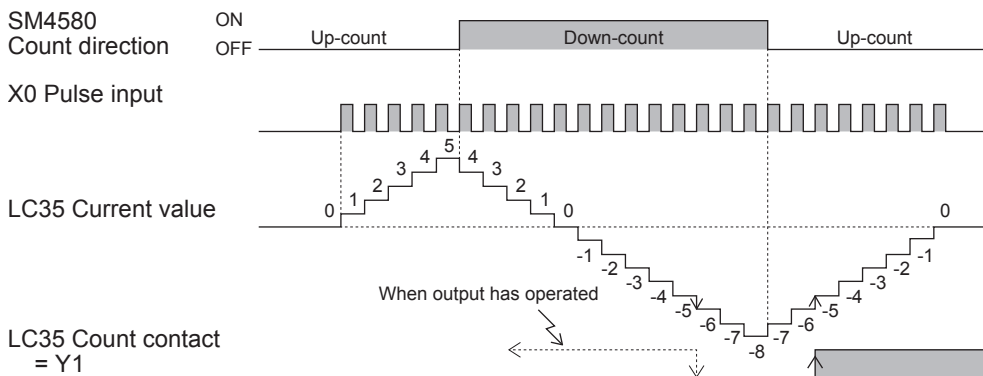 SM4580 ON
Count direction OFF
Up-count Down-count Up-count
X0 Pulse input
5
4 4
3 3
2 2
1 1
LC35 Current value 0 0 0
-1 -1
-2 -2
-3 -3
When output has operated -4 -4
-5 -5
-6 -6
-7 -7
-8
LC35 Count contact
= Y1